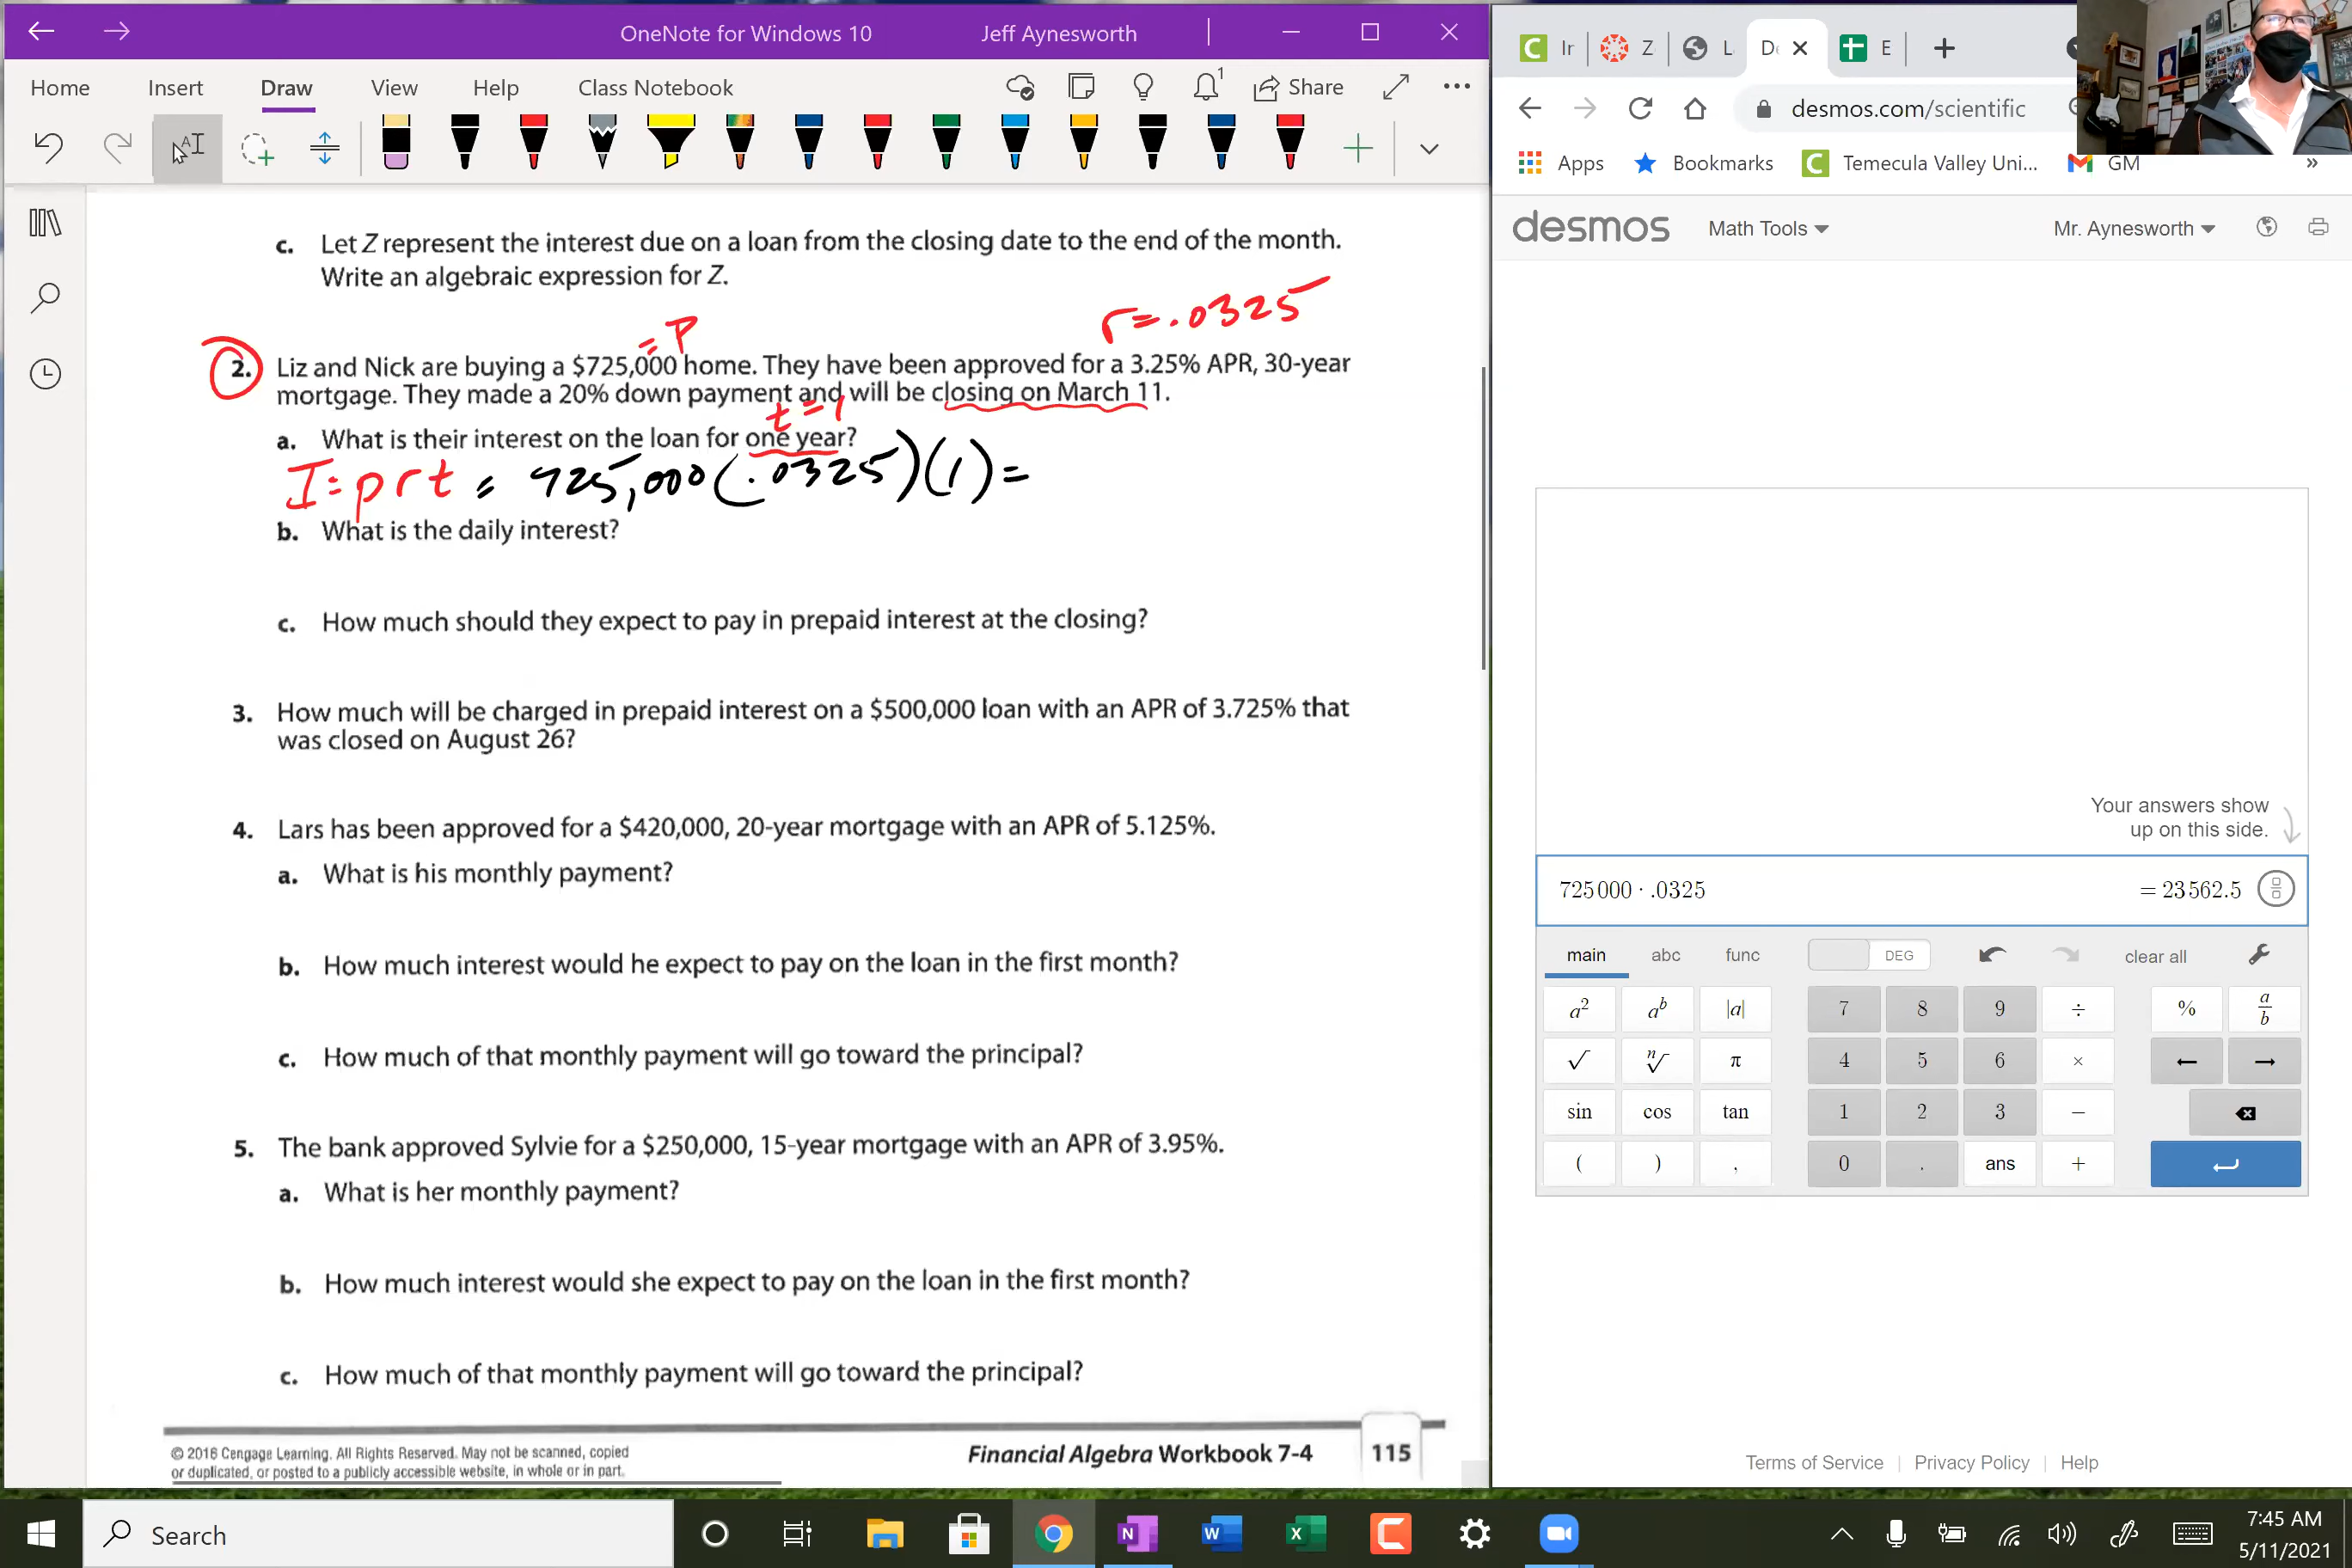 OneNote for Windows 10 Jeff Aynesworth
Home Insert Draw View Help Class Notebook 1 Share
c. Let Z represent the interest due on a loan from the closing date to the end of the month.
Write an algebraic expression for Z.
= P r = .0325
2. Liz and Nick are buying a $725,000 home. They have been approved for a 3.25% APR, 30-year
mortgage. They made a 20% down payment and will be closing on March 11.
t = 1
a. What is their interest on the loan for one year?
I = prt = 725,000 (.0325)(1) =
b. What is the daily interest?
c. How much should they expect to pay in prepaid interest at the closing?
3. How much will be charged in prepaid interest on a $500,000 loan with an APR of 3.725% that
was closed on August 26?
4. Lars has been approved for a $420,000, 20-year mortgage with an APR of 5.125%.
a. What is his monthly payment?
b. How much interest would he expect to pay on the loan in the first month?
c. How much of that monthly payment will go toward the principal?
5. The bank approved Sylvie for a $250,000, 15-year mortgage with an APR of 3.95%.
a. What is her monthly payment?
b. How much interest would she expect to pay on the loan in the first month?
c. How much of that monthly payment will go toward the principal?
© 2016 Cengage Learning. All Rights Reserved. May not be scanned, copied
or duplicated, or posted to a publicly accessible website, in whole or in part.
Financial Algebra Workbook 7-4 115
Ir Z L D E
desmos.com/scientific
Apps Bookmarks Temecula Valley Uni... GM »
desmos Math Tools Mr. Aynesworth
Your answers show
up on this side.
725000 · .0325 = 23562.5
main abc func DEG clear all
a² aᵇ |a| 7 8 9 ÷ % a/b
√ ⁿ√ π 4 5 6 × ← →
sin cos tan 1 2 3 −
( ) , 0 . ans +
Terms of Service | Privacy Policy | Help
Search
N W X C
7:45 AM
5/11/2021